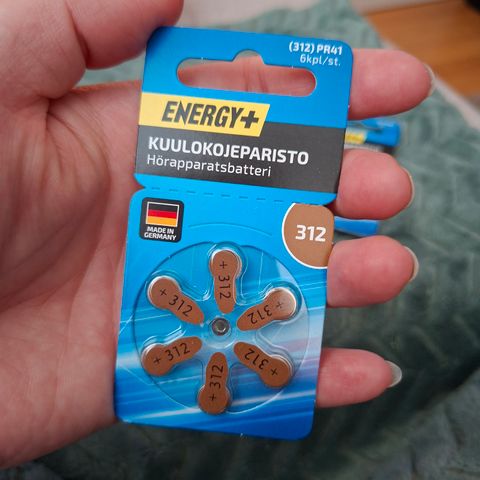 (312) PR41
6kpl/st.
ENERGY+
KUULOKOJEPARISTO
Hörapparatsbatteri
MADE IN
GERMANY
312
+ 312
+ 312
+ 312
+ 312
+ 312
+ 312